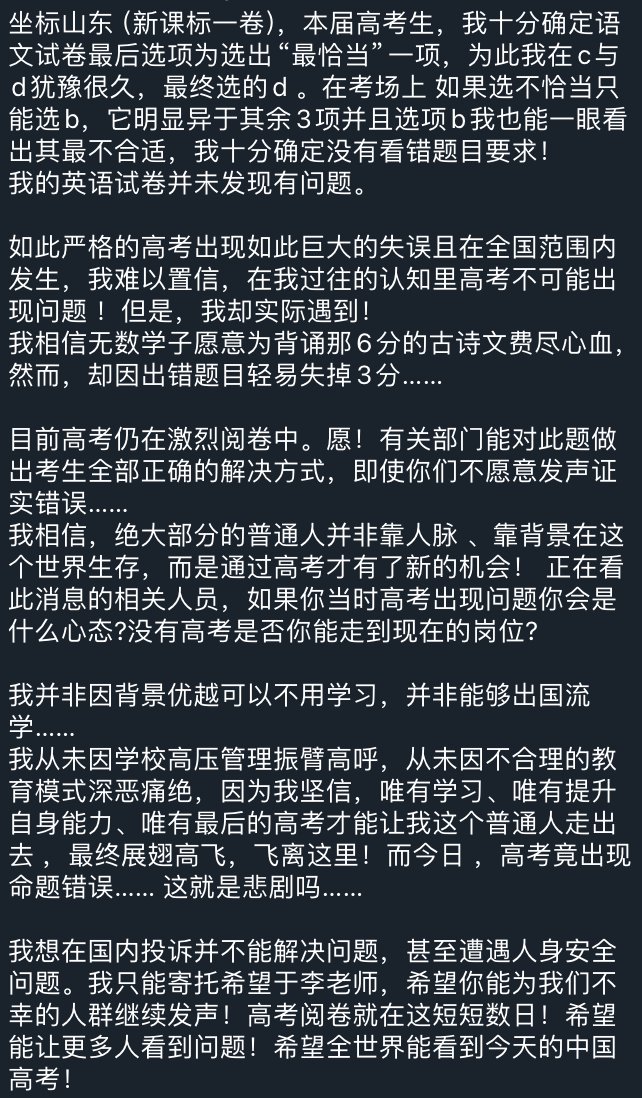 坐标山东 (新课标一卷)，本届高考生，我十分确定语
文试卷最后选项为选出“最恰当”一项，为此我在c与
d犹豫很久，最终选的d 。在考场上 如果选不恰当只
能选b，它明显异于其余3项并且选项b我也能一眼看
出其最不合适，我十分确定没有看错题目要求！
我的英语试卷并未发现有问题。
如此严格的高考出现如此巨大的失误且在全国范围内
发生，我难以置信，在我过往的认知里高考不可能出
现问题 ！但是，我却实际遇到！
我相信无数学子愿意为背诵那6分的古诗文费尽心血，
然而，却因出错题目轻易失掉3分……
目前高考仍在激烈阅卷中。愿！有关部门能对此题做
出考生全部正确的解决方式，即使你们不愿意发声证
实错误……
我相信，绝大部分的普通人并非靠人脉 、靠背景在这
个世界生存，而是通过高考才有了新的机会！ 正在看
此消息的相关人员，如果你当时高考出现问题你会是
什么心态?没有高考是否你能走到现在的岗位?
我并非因背景优越可以不用学习，并非能够出国流
学……
我从未因学校高压管理振臂高呼，从未因不合理的教
育模式深恶痛绝，因为我坚信，唯有学习、唯有提升
自身能力、唯有最后的高考才能让我这个普通人走出
去 ，最终展翅高飞，飞离这里！而今日 ，高考竟出现
命题错误…… 这就是悲剧吗……
我想在国内投诉并不能解决问题，甚至遭遇人身安全
问题。我只能寄托希望于李老师，希望你能为我们不
幸的人群继续发声！高考阅卷就在这短短数日！希望
能让更多人看到问题！希望全世界能看到今天的中国
高考！